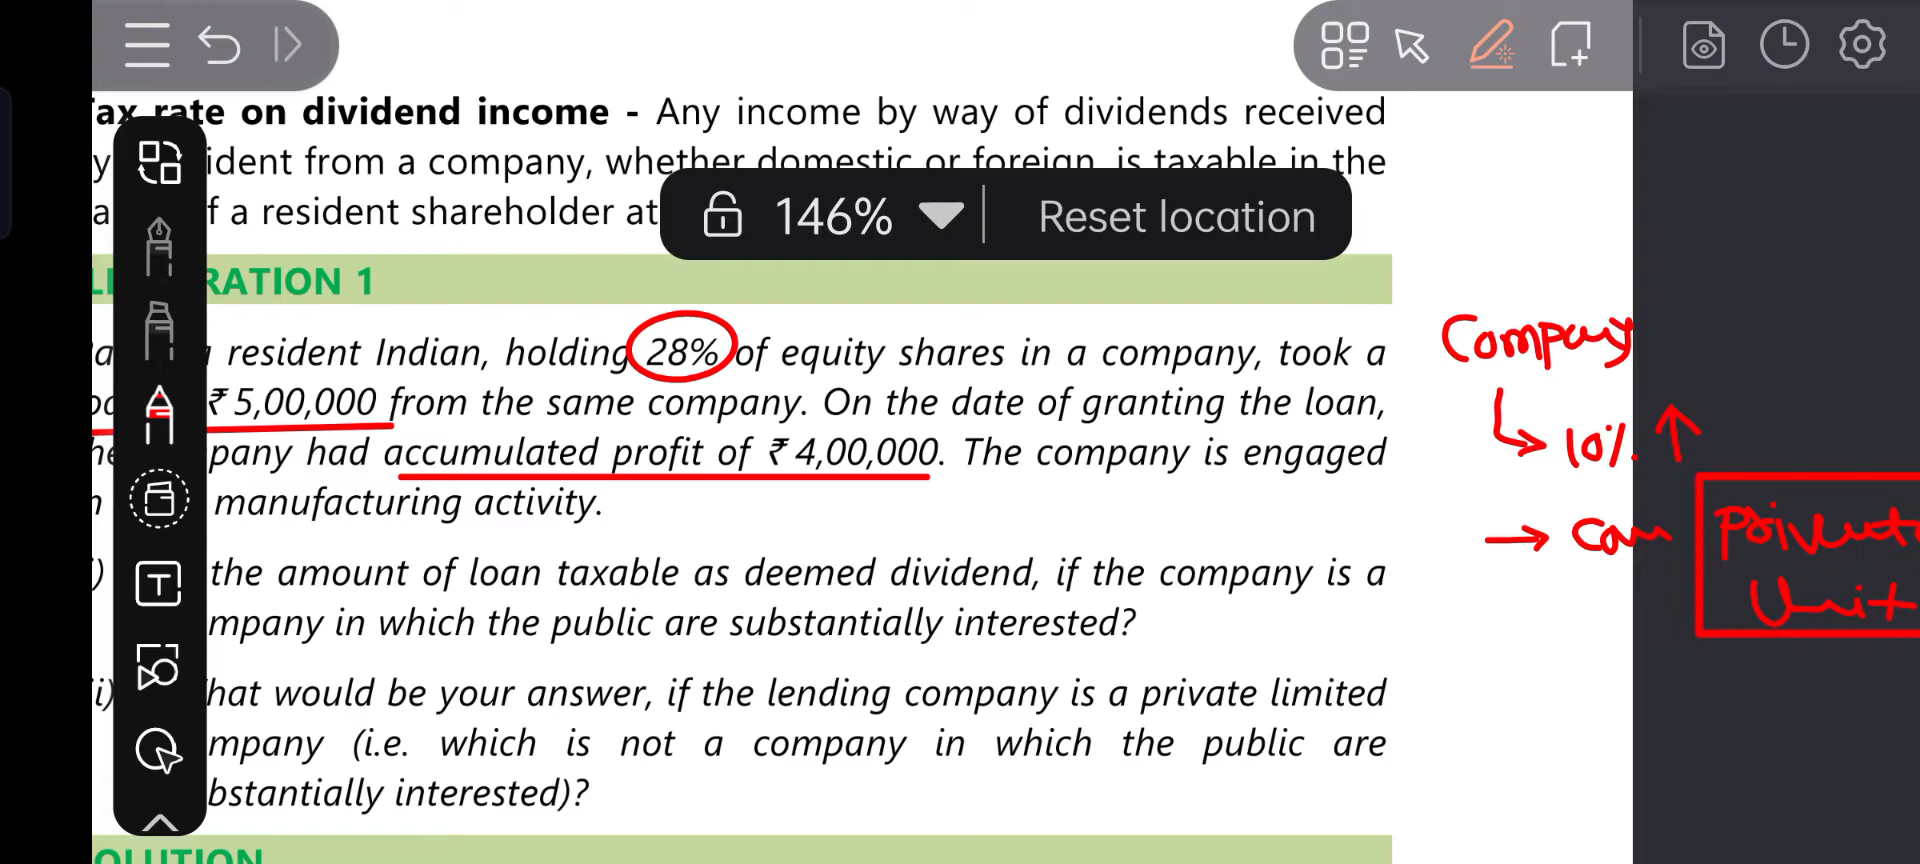 Tax rate on dividend income - Any income by way of dividends received
ident from a company, whether domestic or foreign, is taxable in the
f a resident shareholder at
146%
Reset location
RATION 1
resident Indian, holding 28% of equity shares in a company, took a
₹ 5,00,000 from the same company. On the date of granting the loan,
pany had accumulated profit of ₹ 4,00,000. The company is engaged
manufacturing activity.
the amount of loan taxable as deemed dividend, if the company is a
mpany in which the public are substantially interested?
ii) hat would be your answer, if the lending company is a private limited
mpany (i.e. which is not a company in which the public are
bstantially interested)?
OLUTION
Company
10%
Com
Private
Unit